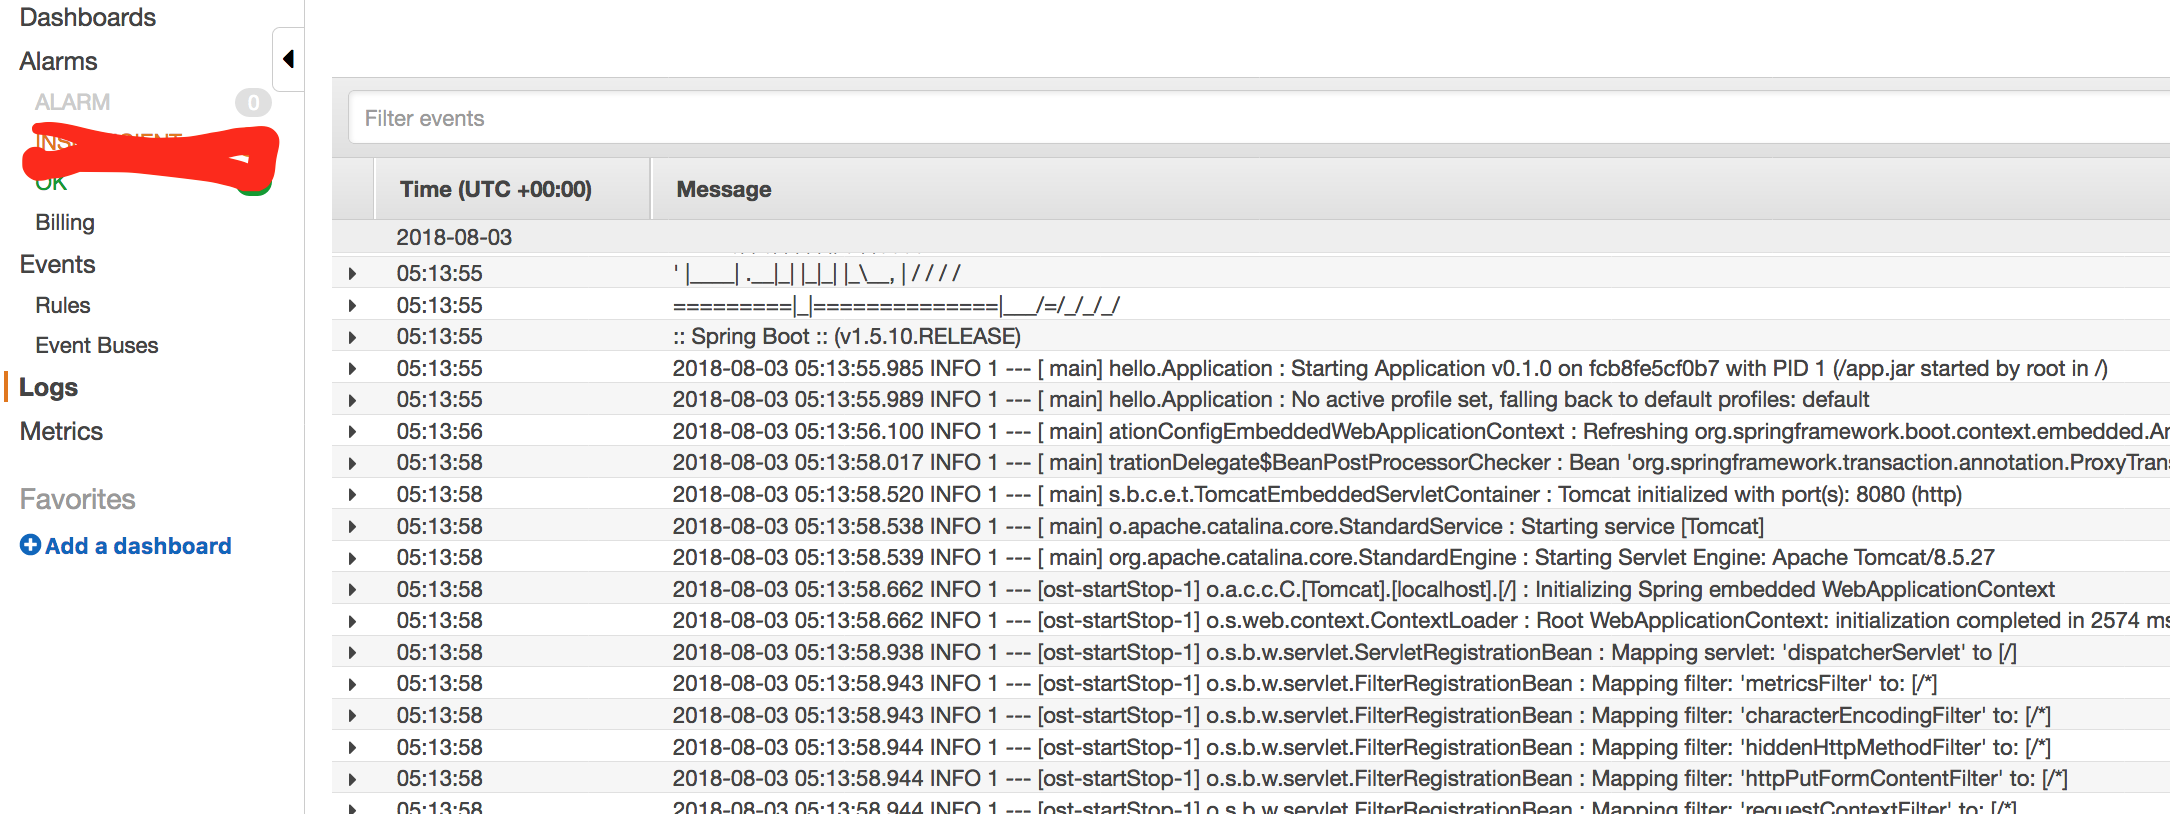 Dashboards
Alarms
ALARM 0
OK
Billing
Events
Rules
Event Buses
Logs
Metrics
Favorites
Add a dashboard
Filter events
Time (UTC +00:00) Message
2018-08-03
05:13:55 ' |____| .__|_| |_|_| |_\__, | / / / /
05:13:55 =========|_|==============|___/=/_/_/_/
05:13:55 :: Spring Boot :: (v1.5.10.RELEASE)
05:13:55 2018-08-03 05:13:55.985 INFO 1 --- [ main] hello.Application : Starting Application v0.1.0 on fcb8fe5cf0b7 with PID 1 (/app.jar started by root in /)
05:13:55 2018-08-03 05:13:55.989 INFO 1 --- [ main] hello.Application : No active profile set, falling back to default profiles: default
05:13:56 2018-08-03 05:13:56.100 INFO 1 --- [ main] ationConfigEmbeddedWebApplicationContext : Refreshing org.springframework.boot.context.embedded.An
05:13:58 2018-08-03 05:13:58.017 INFO 1 --- [ main] trationDelegate$BeanPostProcessorChecker : Bean 'org.springframework.transaction.annotation.ProxyTrans
05:13:58 2018-08-03 05:13:58.520 INFO 1 --- [ main] s.b.c.e.t.TomcatEmbeddedServletContainer : Tomcat initialized with port(s): 8080 (http)
05:13:58 2018-08-03 05:13:58.538 INFO 1 --- [ main] o.apache.catalina.core.StandardService : Starting service [Tomcat]
05:13:58 2018-08-03 05:13:58.539 INFO 1 --- [ main] org.apache.catalina.core.StandardEngine : Starting Servlet Engine: Apache Tomcat/8.5.27
05:13:58 2018-08-03 05:13:58.662 INFO 1 --- [ost-startStop-1] o.a.c.c.C.[Tomcat].[localhost].[/] : Initializing Spring embedded WebApplicationContext
05:13:58 2018-08-03 05:13:58.662 INFO 1 --- [ost-startStop-1] o.s.web.context.ContextLoader : Root WebApplicationContext: initialization completed in 2574 ms
05:13:58 2018-08-03 05:13:58.938 INFO 1 --- [ost-startStop-1] o.s.b.w.servlet.ServletRegistrationBean : Mapping servlet: 'dispatcherServlet' to [/]
05:13:58 2018-08-03 05:13:58.943 INFO 1 --- [ost-startStop-1] o.s.b.w.servlet.FilterRegistrationBean : Mapping filter: 'metricsFilter' to: [/*]
05:13:58 2018-08-03 05:13:58.943 INFO 1 --- [ost-startStop-1] o.s.b.w.servlet.FilterRegistrationBean : Mapping filter: 'characterEncodingFilter' to: [/*]
05:13:58 2018-08-03 05:13:58.944 INFO 1 --- [ost-startStop-1] o.s.b.w.servlet.FilterRegistrationBean : Mapping filter: 'hiddenHttpMethodFilter' to: [/*]
05:13:58 2018-08-03 05:13:58.944 INFO 1 --- [ost-startStop-1] o.s.b.w.servlet.FilterRegistrationBean : Mapping filter: 'httpPutFormContentFilter' to: [/*]
05:13:58 2018-08-03 05:13:58.944 INFO 1 --- [ost-startStop-1] o.s.b.w.servlet.FilterRegistrationBean : Mapping filter: 'requestContextFilter' to: [/*]